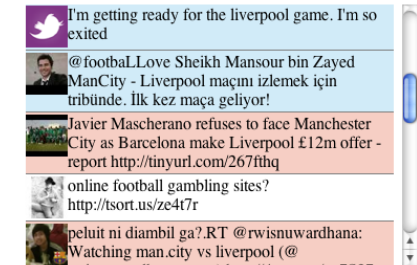 I'm getting ready for the liverpool game. I'm so
exited
@footbaLLove Sheikh Mansour bin Zayed
ManCity - Liverpool maçını izlemek için
tribünde. İlk kez maça geliyor!
Javier Mascherano refuses to face Manchester
City as Barcelona make Liverpool £12m offer -
report http://tinyurl.com/267fthq
online football gambling sites?
http://tsort.us/ze4t7r
peluit ni diambil ga?.RT @rwisnuwardhana:
Watching man.city vs liverpool (@